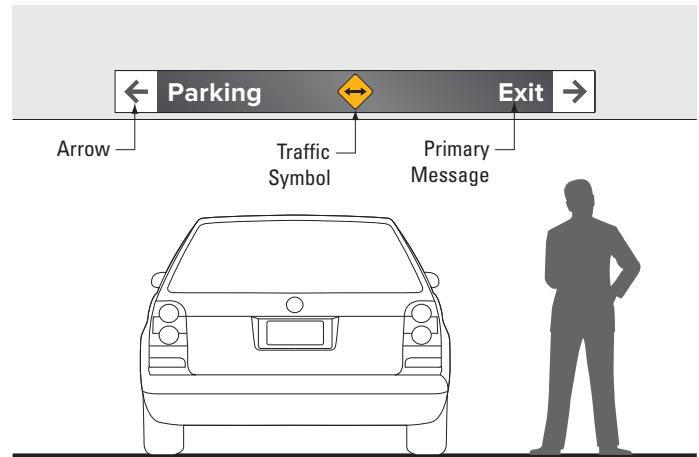 Parking Exit
Arrow
Traffic
Symbol
Primary
Message